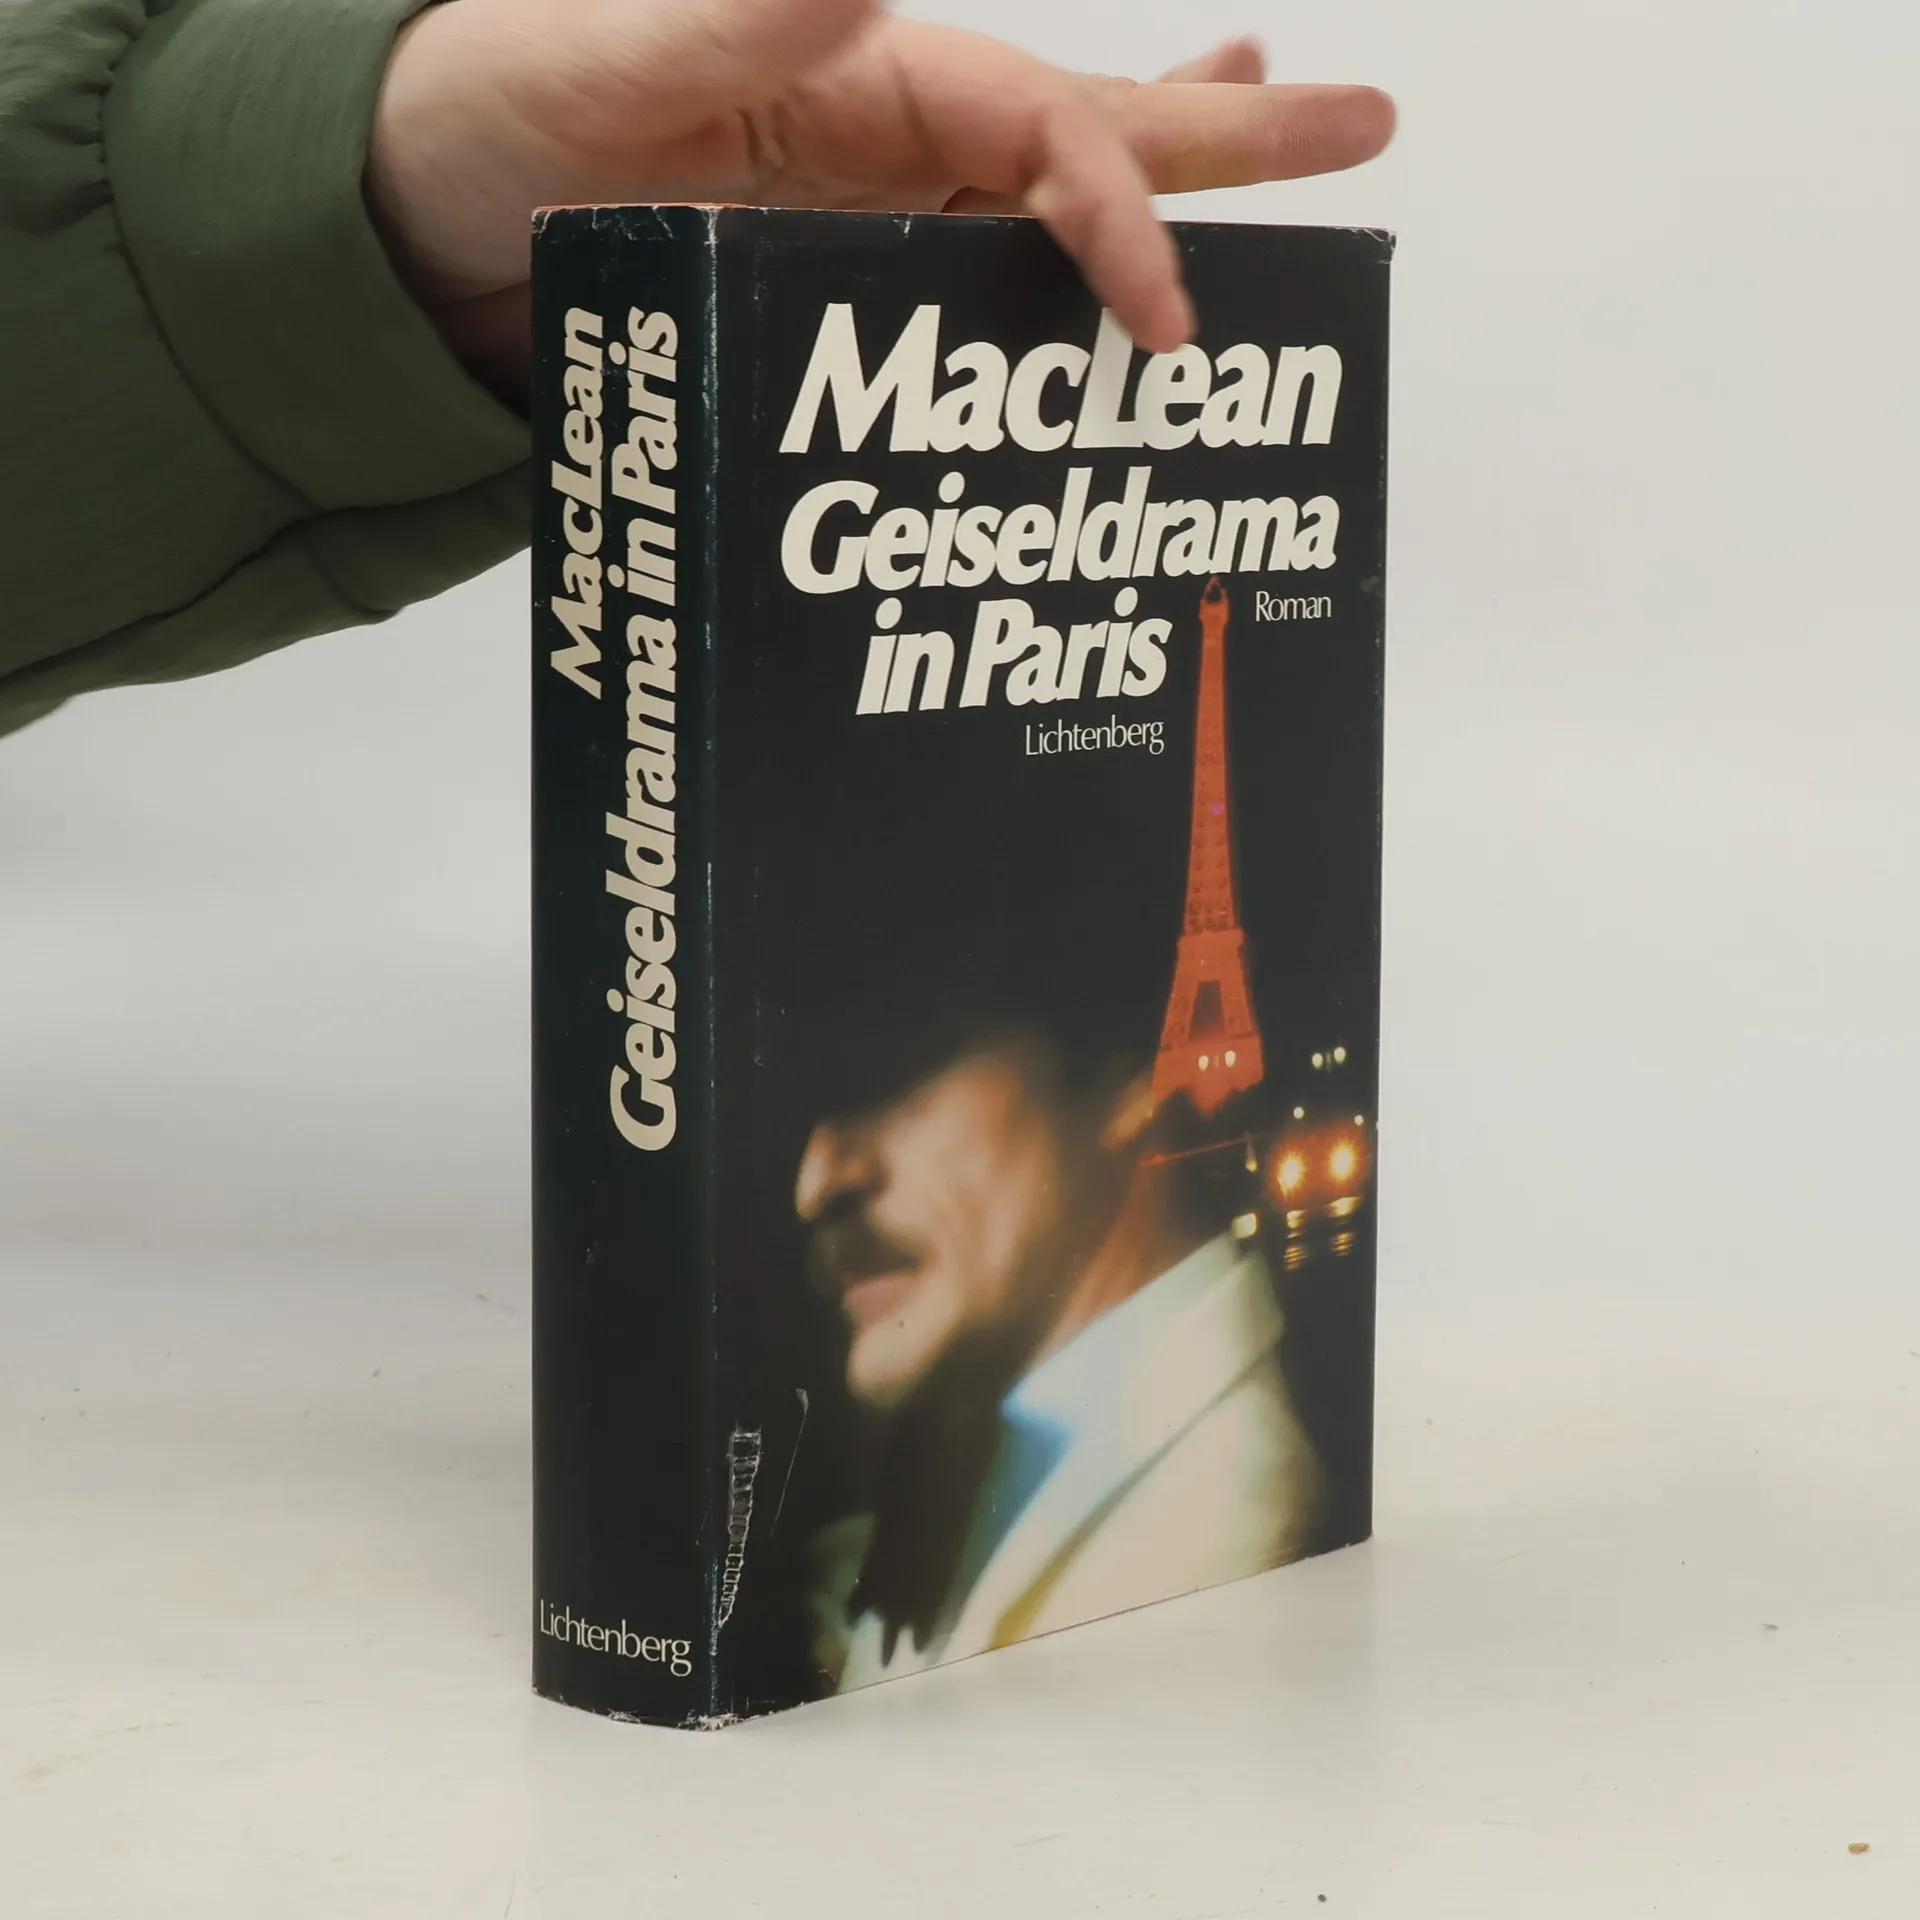 MacLean
Geiseldrama in Paris
Lichtenberg
MacLean
Geiseldrama
in Paris
Roman
Lichtenberg